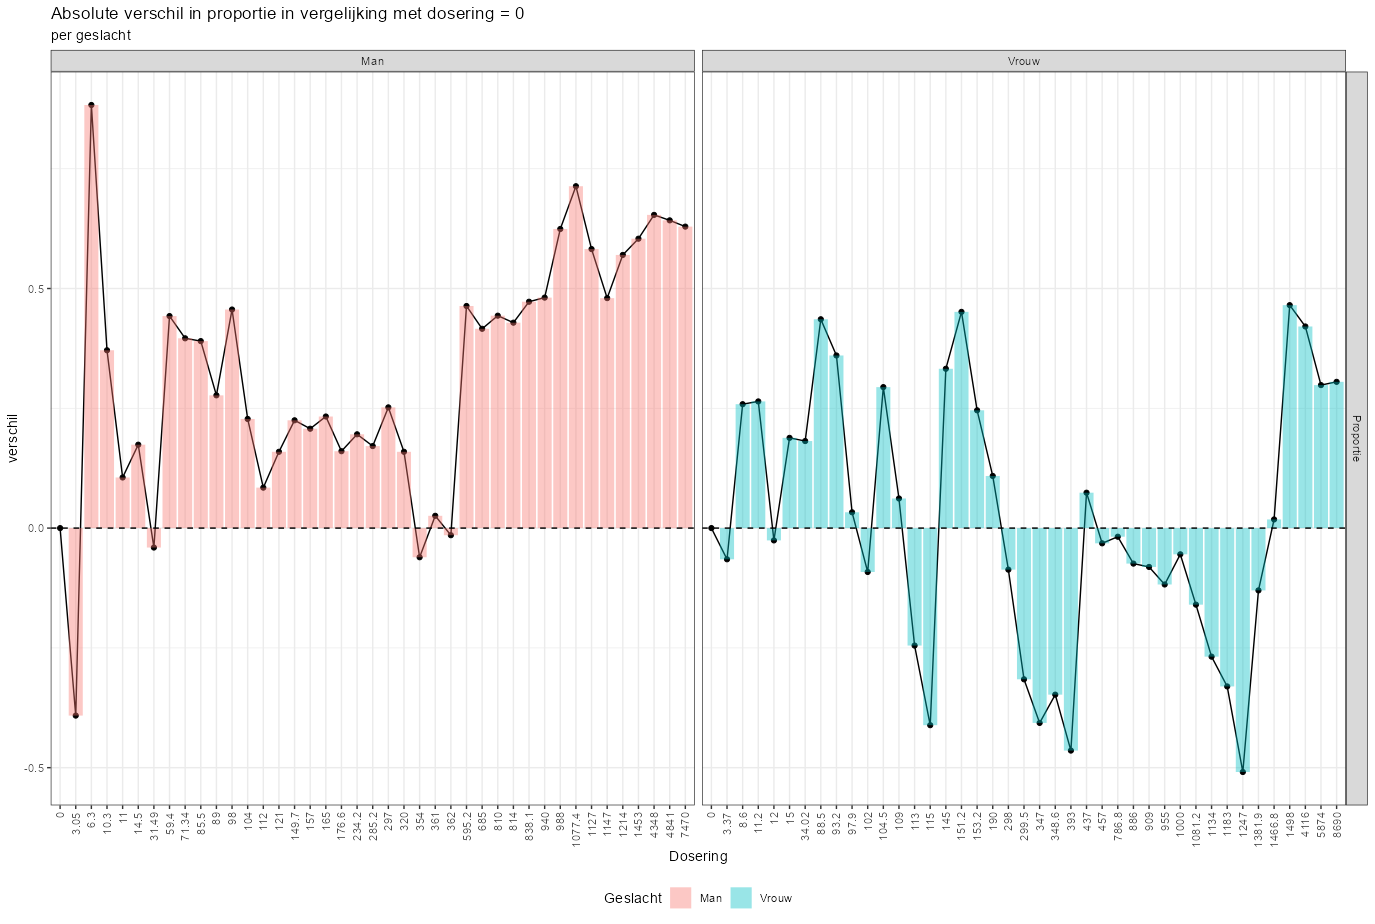 Absolute verschil in proportie in vergelijking met dosering = 0
per geslacht
Man
Vrouw
Proportie
verschil
0.5
0.0
-0.5
0 3.05 6.3 10.3 11 14.5 31.49 59.4 71.34 85.5 89 98 104 112 121 149.7 157 165 176.6 234.2 285.2 297 320 354 361 362 595.2 685 810 814 838.1 940 988 1077.4 1127 1147 1214 1453 4348 4841 7470
0 3.37 8.6 11.2 12 15 34.02 88.5 93.2 97.9 102 104.5 109 113 115 145 151.2 153.2 190 298 299.5 347 348.6 393 437 457 786.8 886 909 955 1000 1081.2 1134 1183 1247 1381.9 1466.8 1498 4116 5874 8690
Dosering
Geslacht Man Vrouw